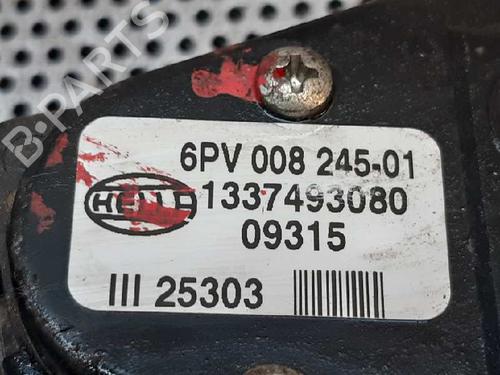 B-PARTS
6PV 008 245-01
HELLA
1337493080
09315
III 25303